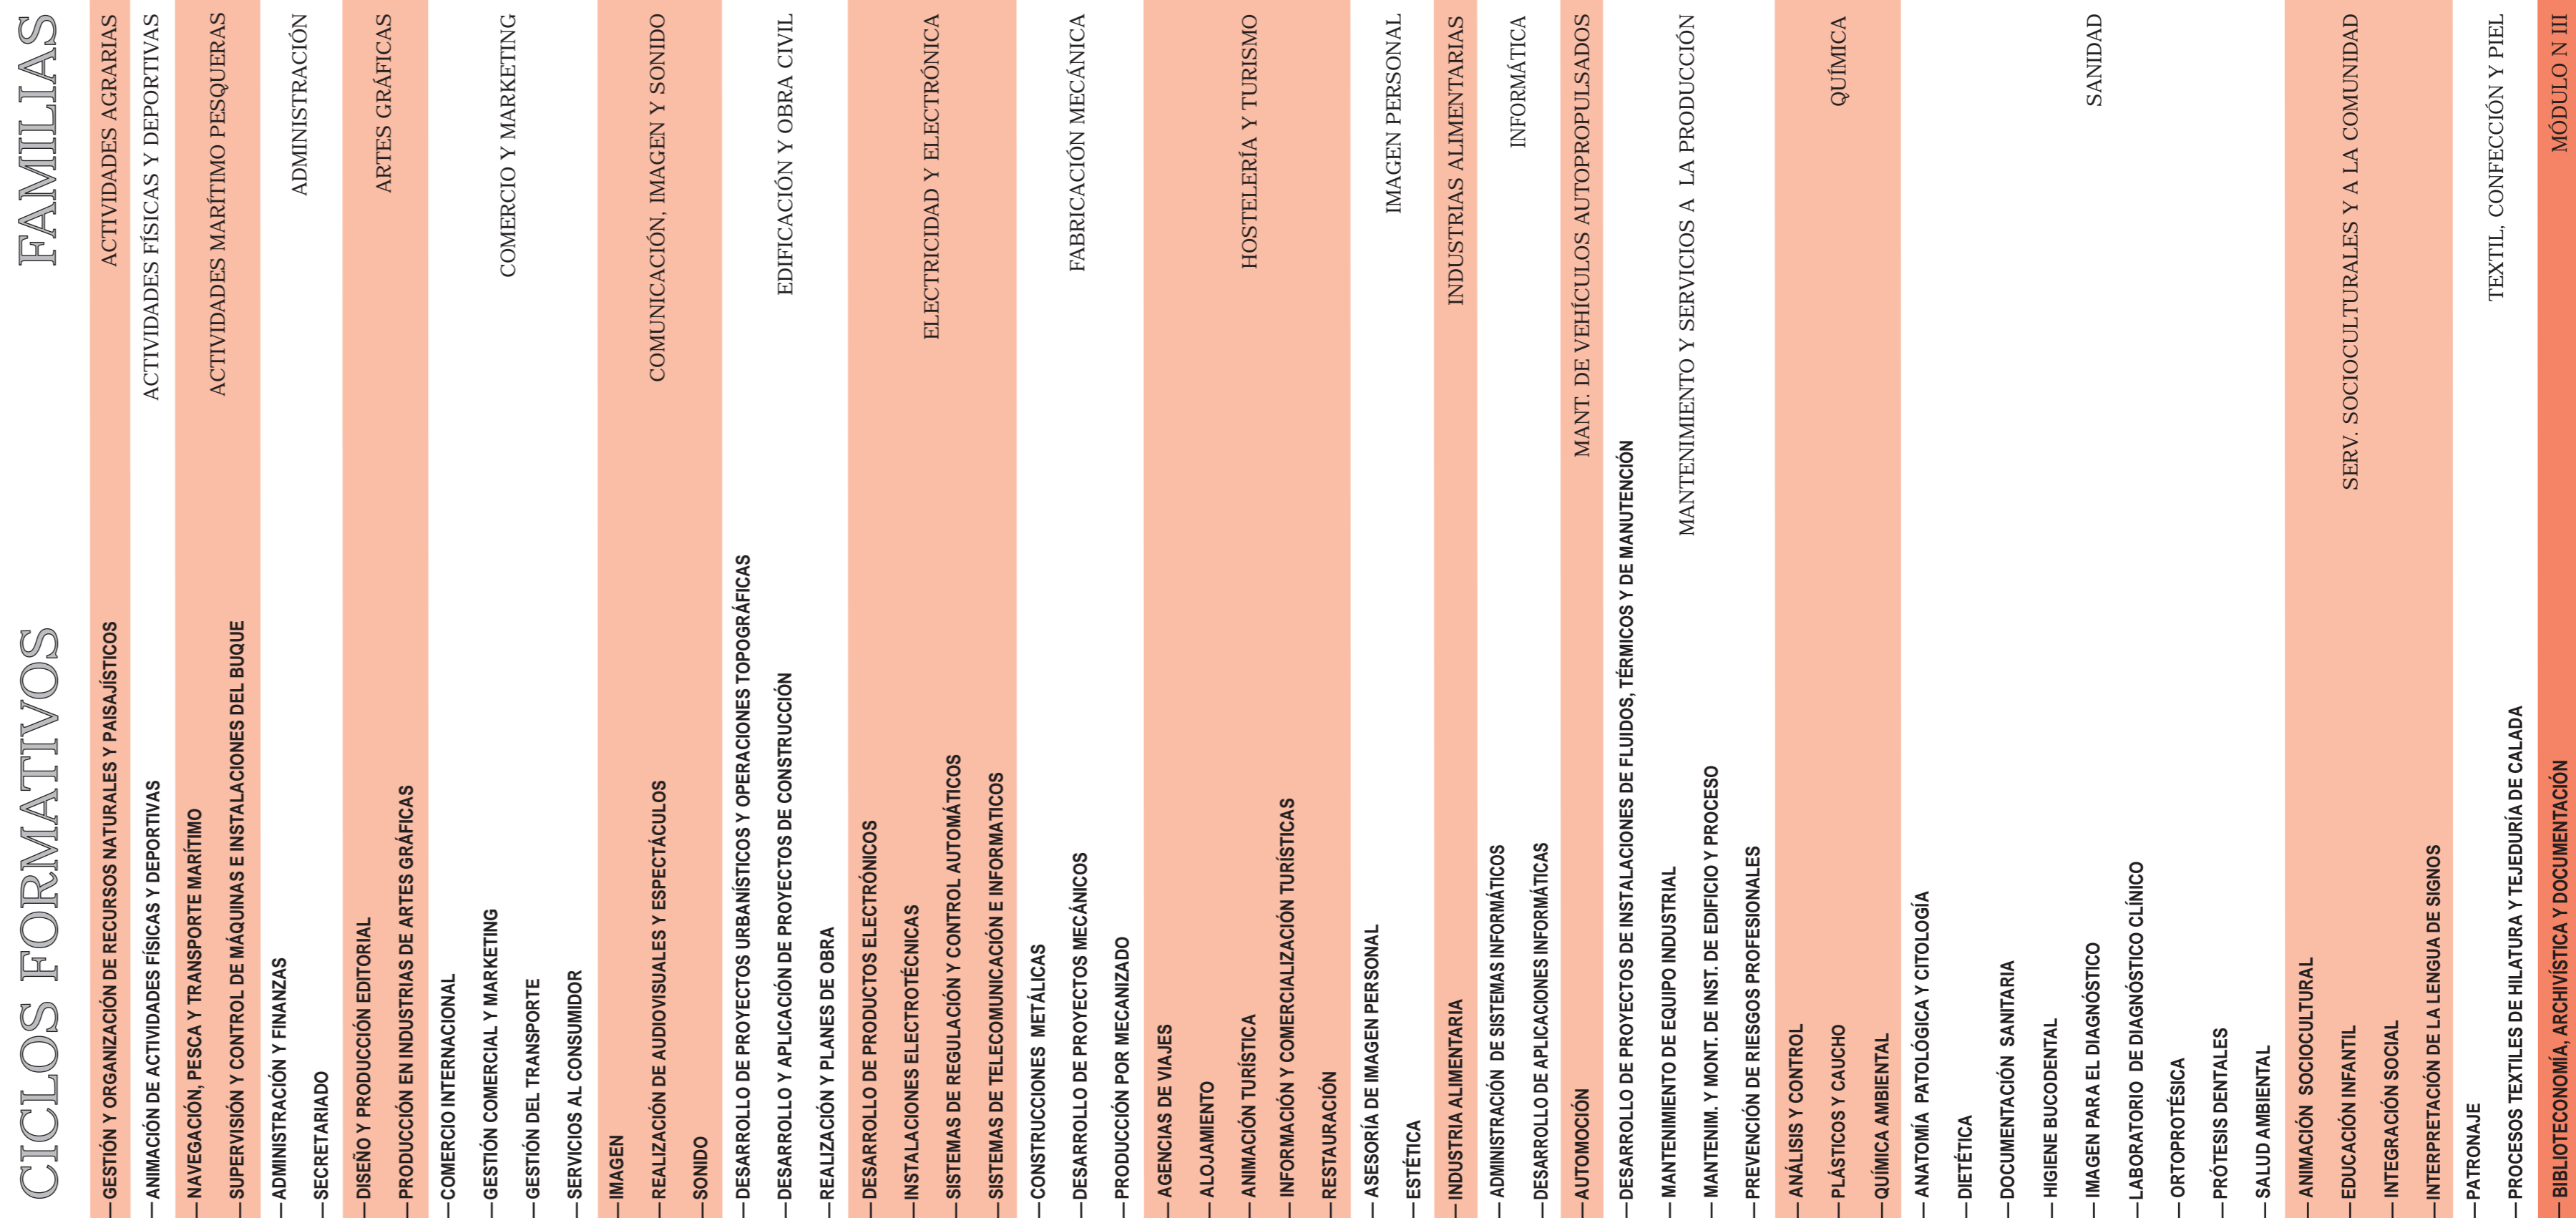 CICLOS FORMATIVOS FAMILIAS
— GESTIÓN Y ORGANIZACIÓN DE RECURSOS NATURALES Y PAISAJÍSTICOS ACTIVIDADES AGRARIAS
— ANIMACIÓN DE ACTIVIDADES FÍSICAS Y DEPORTIVAS ACTIVIDADES FÍSICAS Y DEPORTIVAS
— NAVEGACIÓN, PESCA Y TRANSPORTE MARÍTIMO
ACTIVIDADES MARÍTIMO PESQUERAS
— SUPERVISIÓN Y CONTROL DE MÁQUINAS E INSTALACIONES DEL BUQUE
— ADMINISTRACIÓN Y FINANZAS
ADMINISTRACIÓN
— SECRETARIADO
— DISEÑO Y PRODUCCIÓN EDITORIAL
ARTES GRÁFICAS
— PRODUCCIÓN EN INDUSTRIAS DE ARTES GRÁFICAS
— COMERCIO INTERNACIONAL
— GESTIÓN COMERCIAL Y MARKETING
COMERCIO Y MARKETING
— GESTIÓN DEL TRANSPORTE
— SERVICIOS AL CONSUMIDOR
— IMAGEN
— REALIZACIÓN DE AUDIOVISUALES Y ESPECTÁCULOS COMUNICACIÓN, IMAGEN Y SONIDO
— SONIDO
— DESARROLLO DE PROYECTOS URBANÍSTICOS Y OPERACIONES TOPOGRÁFICAS
— DESARROLLO Y APLICACIÓN DE PROYECTOS DE CONSTRUCCIÓN EDIFICACIÓN Y OBRA CIVIL
— REALIZACIÓN Y PLANES DE OBRA
— DESARROLLO DE PRODUCTOS ELECTRÓNICOS
— INSTALACIONES ELECTROTÉCNICAS
ELECTRICIDAD Y ELECTRÓNICA
— SISTEMAS DE REGULACIÓN Y CONTROL AUTOMÁTICOS
— SISTEMAS DE TELECOMUNICACIÓN E INFORMATICOS
— CONSTRUCCIONES METÁLICAS
— DESARROLLO DE PROYECTOS MECÁNICOS FABRICACIÓN MECÁNICA
— PRODUCCIÓN POR MECANIZADO
— AGENCIAS DE VIAJES
— ALOJAMIENTO
— ANIMACIÓN TURÍSTICA HOSTELERÍA Y TURISMO
— INFORMACIÓN Y COMERCIALIZACIÓN TURÍSTICAS
— RESTAURACIÓN
— ASESORÍA DE IMAGEN PERSONAL
IMAGEN PERSONAL
— ESTÉTICA
— INDUSTRIA ALIMENTARIA INDUSTRIAS ALIMENTARIAS
— ADMINISTRACIÓN DE SISTEMAS INFORMÁTICOS
INFORMÁTICA
— DESARROLLO DE APLICACIONES INFORMÁTICAS
— AUTOMOCIÓN MANT. DE VEHÍCULOS AUTOPROPULSADOS
— DESARROLLO DE PROYECTOS DE INSTALACIONES DE FLUIDOS, TÉRMICOS Y DE MANUTENCIÓN
— MANTENIMIENTO DE EQUIPO INDUSTRIAL
MANTENIMIENTO Y SERVICIOS A LA PRODUCCIÓN
— MANTENIM. Y MONT. DE INST. DE EDIFICIO Y PROCESO
— PREVENCIÓN DE RIESGOS PROFESIONALES
— ANÁLISIS Y CONTROL
— PLÁSTICOS Y CAUCHO QUÍMICA
— QUÍMICA AMBIENTAL
— ANATOMÍA PATOLÓGICA Y CITOLOGÍA
— DIETÉTICA
— DOCUMENTACIÓN SANITARIA
— HIGIENE BUCODENTAL
— IMAGEN PARA EL DIAGNÓSTICO SANIDAD
— LABORATORIO DE DIAGNÓSTICO CLÍNICO
— ORTOPROTÉSICA
— PRÓTESIS DENTALES
— SALUD AMBIENTAL
— ANIMACIÓN SOCIOCULTURAL
— EDUCACIÓN INFANTIL SERV. SOCIOCULTURALES Y A LA COMUNIDAD
— INTEGRACIÓN SOCIAL
— INTERPRETACIÓN DE LA LENGUA DE SIGNOS
— PATRONAJE
TEXTIL, CONFECCIÓN Y PIEL
— PROCESOS TEXTILES DE HILATURA Y TEJEDURÍA DE CALADA
— BIBLIOTECONOMÍA, ARCHIVÍSTICA Y DOCUMENTACIÓN MÓDULO N III